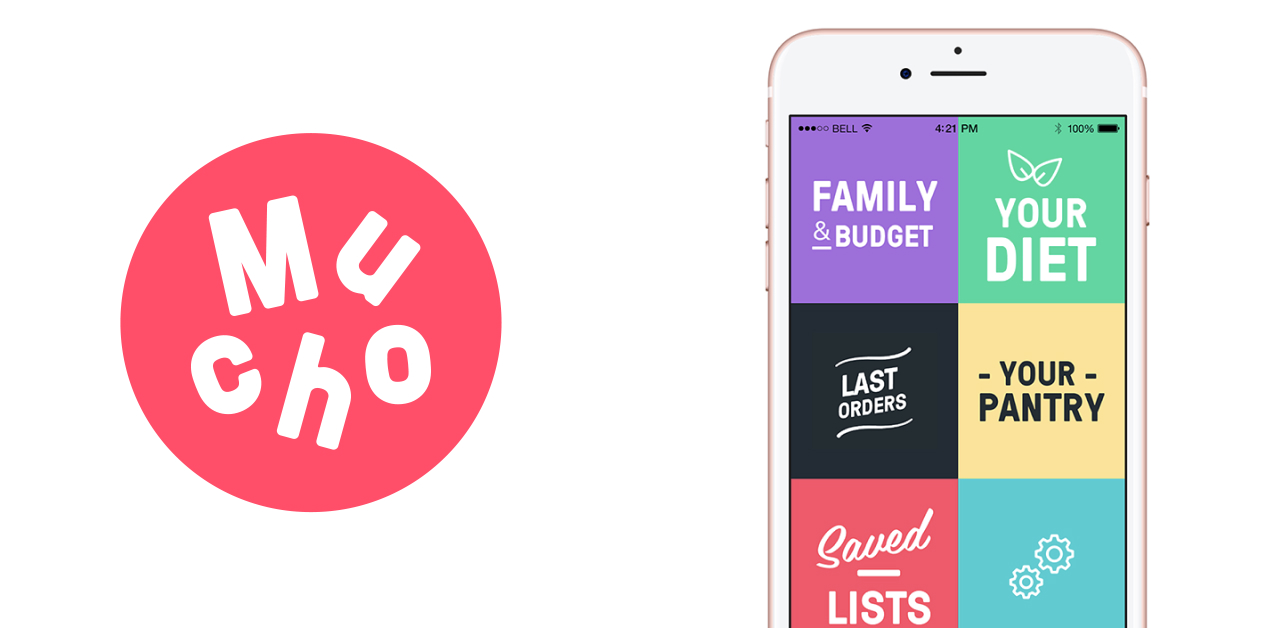 Mu
cho
●●●○○ BELL 4:21 PM 100%
FAMILY
& BUDGET
YOUR
DIET
LAST
ORDERS
- YOUR -
PANTRY
Saved
LISTS